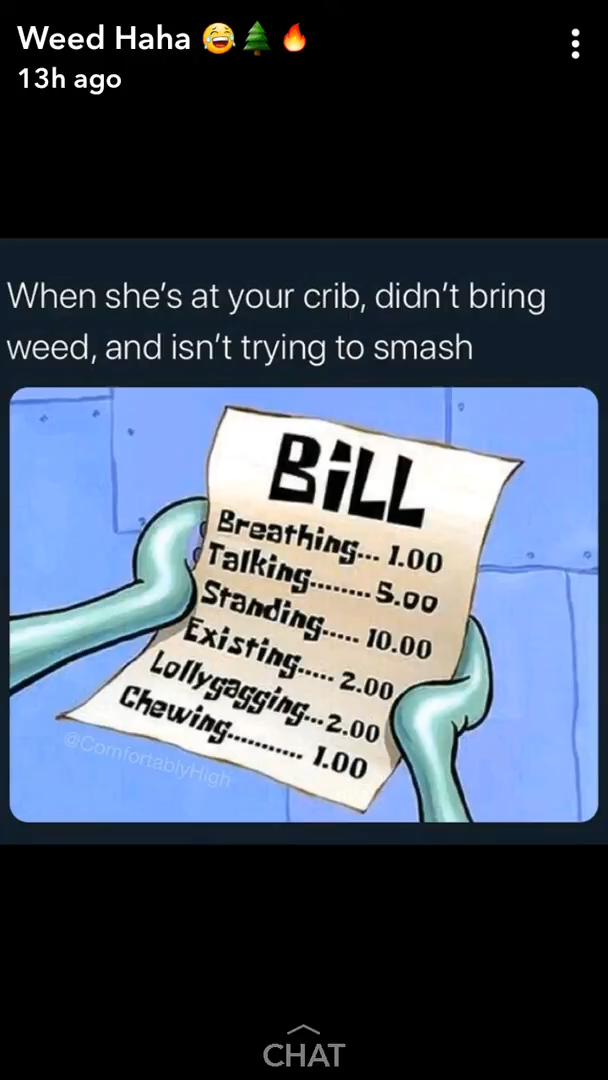 Weed Haha 😂🌲🔥
13h ago
When she's at your crib, didn't bring
weed, and isn't trying to smash
BiLL
Breathing... 1.00
Talking........ 5.00
Standing..... 10.00
Existing..... 2.00
Lollygagging...2.00
Chewing........... 1.00
@ComfortablyHigh
CHAT